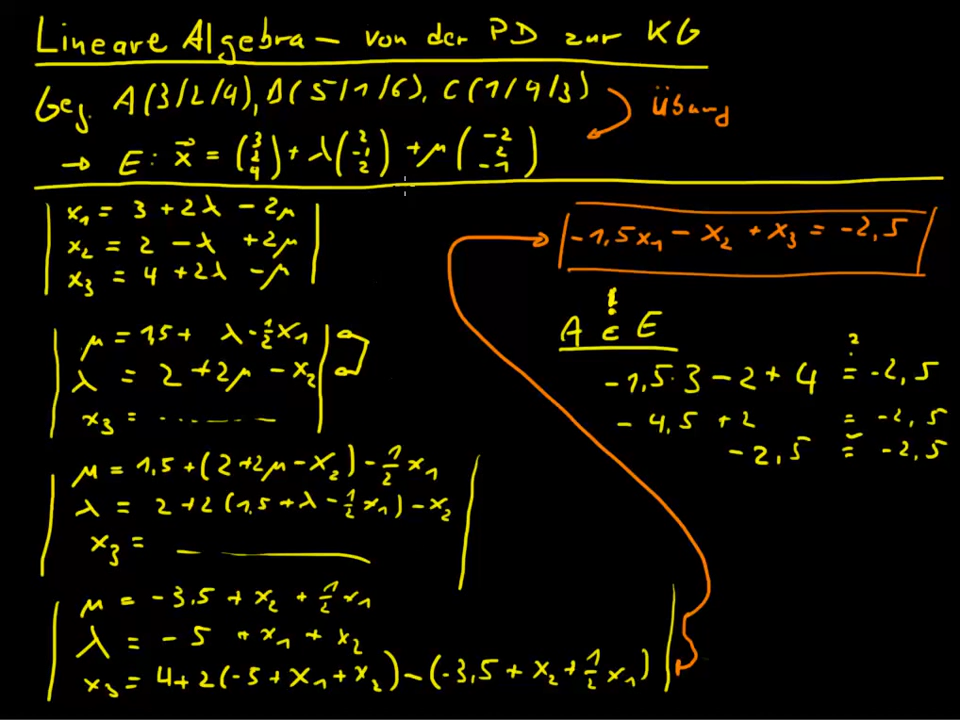 Lineare Algebra – von der PD zur KG
Geg. A(3/2/4), B(5/1/6), C(1/4/3)
Übung
→ E: x⃗ = (3 2 4) + λ(2 -1 2) + μ(-2 2 -1)
x₁ = 3 + 2λ - 2μ
x₂ = 2 - λ + 2μ
x₃ = 4 + 2λ - μ
μ = 1,5 + λ - ½x₁
λ = 2 + 2μ - x₂
x₃ = ........
μ = 1,5 + (2 + 2μ - x₂) - ½x₁
λ = 2 + 2(1,5 + λ - ½x₁) - x₂
x₃ =
μ = -3,5 + x₂ + ½x₁
λ = -5 + x₁ + x₂
x₃ = 4 + 2(-5 + x₁ + x₂) - (-3,5 + x₂ + ½x₁)
-1,5x₁ - x₂ + x₃ = -2,5
!
A ∈ E
?
-1,5·3 - 2 + 4 = -2,5
-4,5 + 2 = -2,5
-2,5 = -2,5